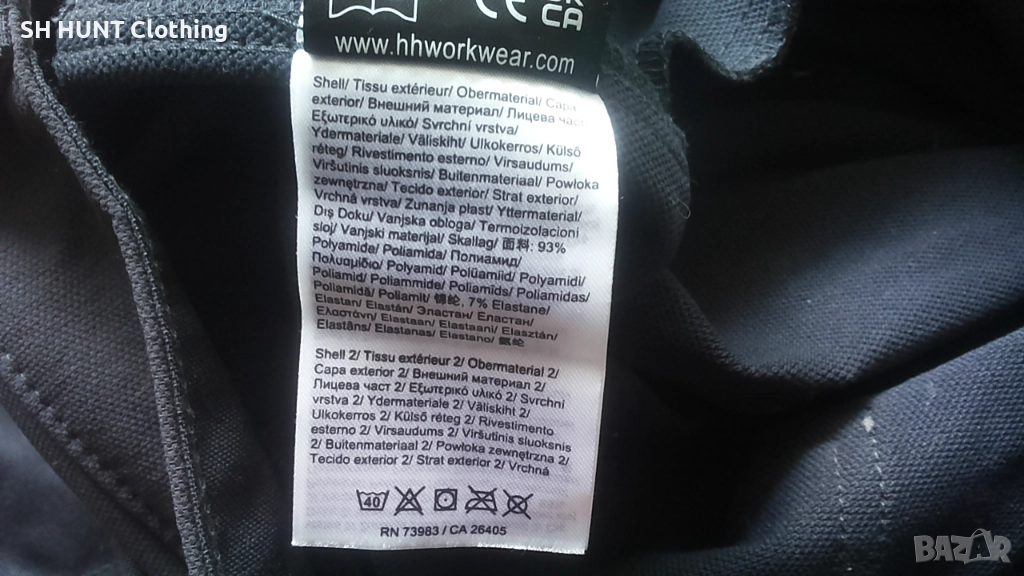 SH HUNT Clothing
CE
CA
www.hhworkwear.com
Shell/ Tissu extérieur/ Obermaterial/ Capa
exterior/ Внешний материал/ Лицева част
Εξωτερικό υλικό/ Svrchní vrstva/
Ydermateriale/ Väliskiht/ Ulkokerros/ Külső
réteg/ Rivestimento esterno/ Virsaudums/
Viršutinis sluoksnis/ Buitenmateriaal/ Powłoka
zewnętrzna/ Tecido exterior/ Strat exterior/
Vrchná vrstva/ Zunanja plast/ Yttermaterial/
Dış Doku/ Vanjska obloga/ Termoizolacioni
sloj/ Vanjski materijal/ Skallag/ 面料: 93%
Polyamide/ Poliamida/ Полиамид/
Πολυαμίδιο/ Polyamid/ Polüamiid/ Polyamidi/
Poliamid/ Poliammide/ Poliamīds/ Poliamidas/
Poliamidă/ Poliamit/ 锦纶, 7% Elastane/
Elastan/ Elastán/ Эластан/ Еластан/
Ελαστάνη/ Elastaan/ Elastaani/ Elasztán/
Elastāns/ Elastanas/ Elastano/ 氨纶
Shell 2/ Tissu extérieur 2/ Obermaterial 2/
Capa exterior 2/ Внешний материал 2/
Лицева част 2/ Εξωτερικό υλικό 2/ Svrchní
vrstva 2/ Ydermateriale 2/ Väliskiht 2/
Ulkokerros 2/ Külső réteg 2/ Rivestimento
esterno 2/ Virsaudums 2/ Viršutinis sluoksnis
2/ Buitenmateriaal 2/ Powłoka zewnętrzna 2/
Tecido exterior 2/ Strat exterior 2/ Vrchná
40
RN 73983 / CA 26405
BAZAR